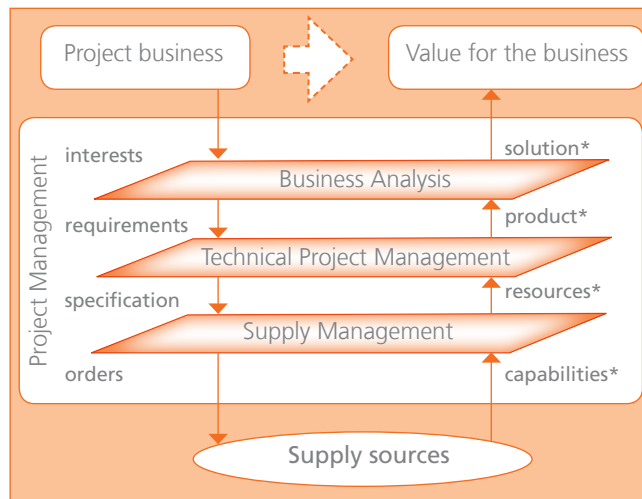 Project business
Value for the business
Project Management
interests
solution*
Business Analysis
requirements
product*
Technical Project Management
specification
resources*
Supply Management
orders
capabilities*
Supply sources